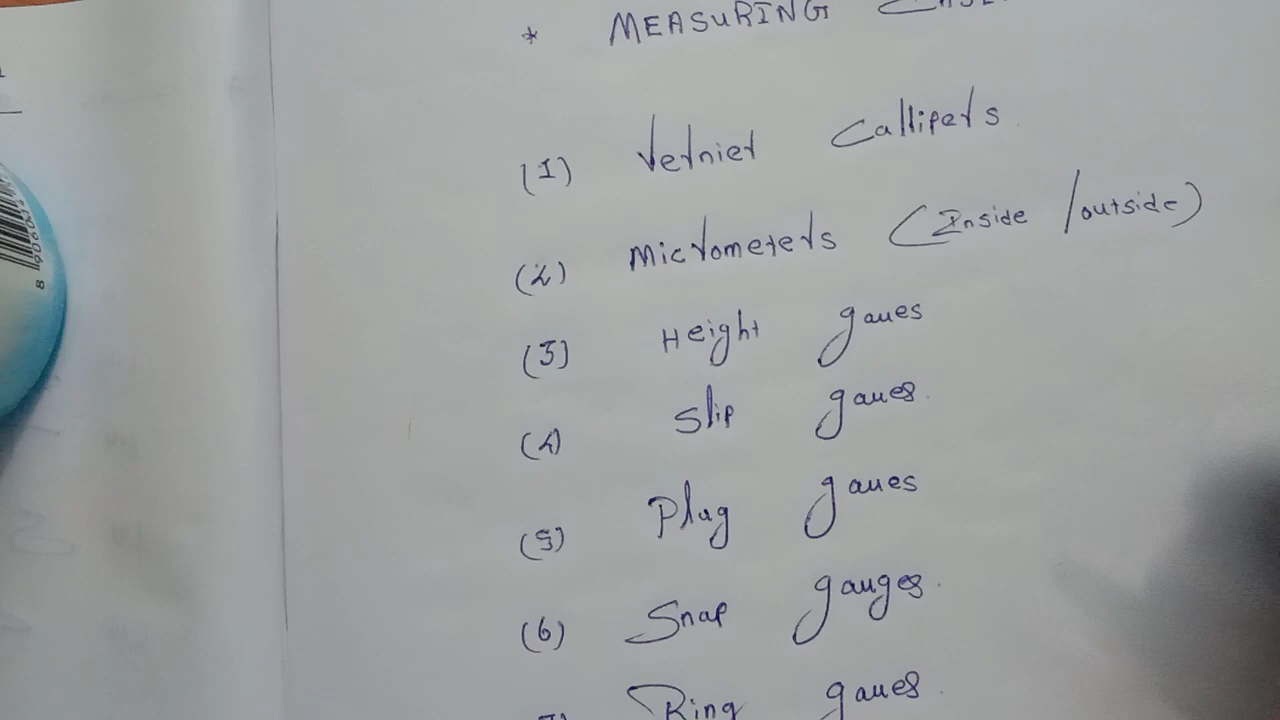 * MEASURING
(1) Vernier Callipers
(2) Micrometers (Inside /outside)
(3) Height gaues
(4) Slip gaues
(5) Plug gaues
(6) Snap gauges
Ring gaues